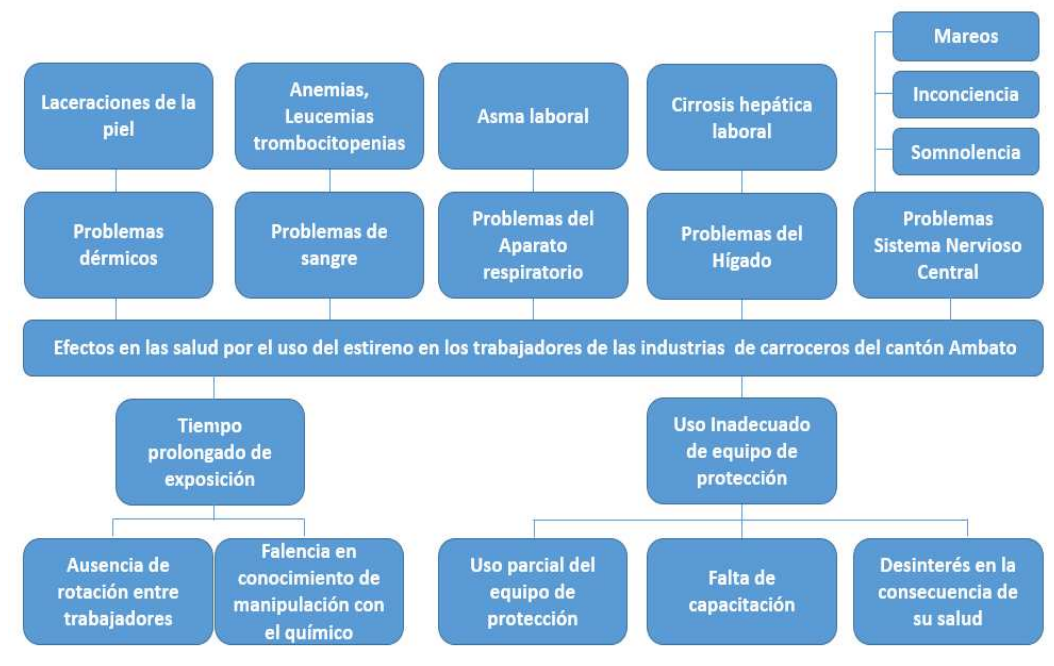 Mareos
Inconciencia
Somnolencia
Laceraciones de la
piel
Anemias,
Leucemias
trombocitopenias
Asma laboral
Cirrosis hepática
laboral
Problemas
dérmicos
Problemas de
sangre
Problemas del
Aparato
respiratorio
Problemas del
Hígado
Problemas
Sistema Nervioso
Central
Efectos en las salud por el uso del estireno en los trabajadores de las industrias de carroceros del cantón Ambato
Tiempo
prolongado de
exposición
Uso Inadecuado
de equipo de
protección
Ausencia de
rotación entre
trabajadores
Falencia en
conocimiento de
manipulación con
el químico
Uso parcial del
equipo de
protección
Falta de
capacitación
Desinterés en la
consecuencia de
su salud